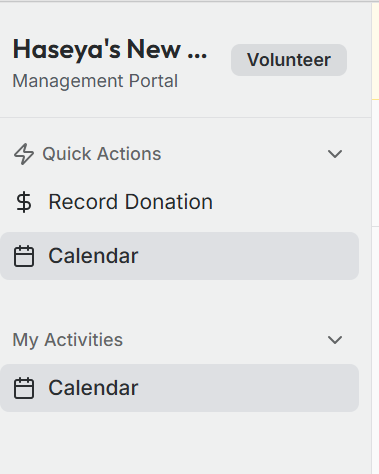 Haseya's New ...
Volunteer
Management Portal
Quick Actions
Record Donation
Calendar
My Activities
Calendar